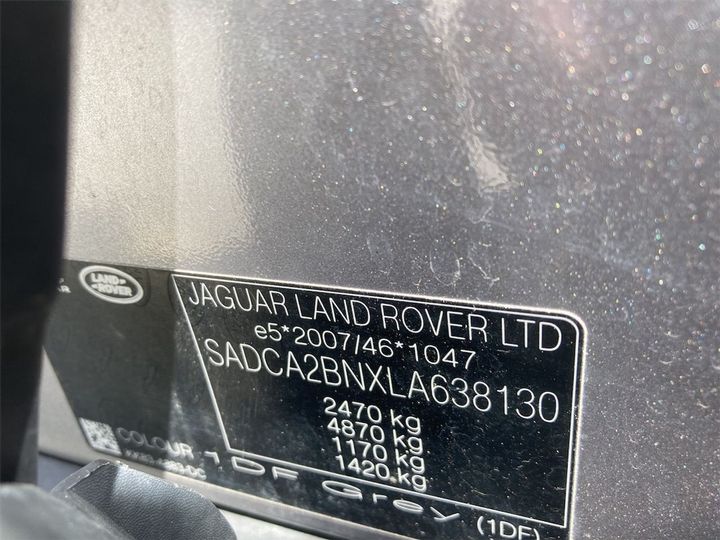 LAND
ROVER
JAGUAR LAND ROVER LTD
e5*2007/46*1047
SADCA2BNXLA638130
2470 kg
4870 kg
1170 kg
1420 kg
COLOUR 1DF Grey (1DF)